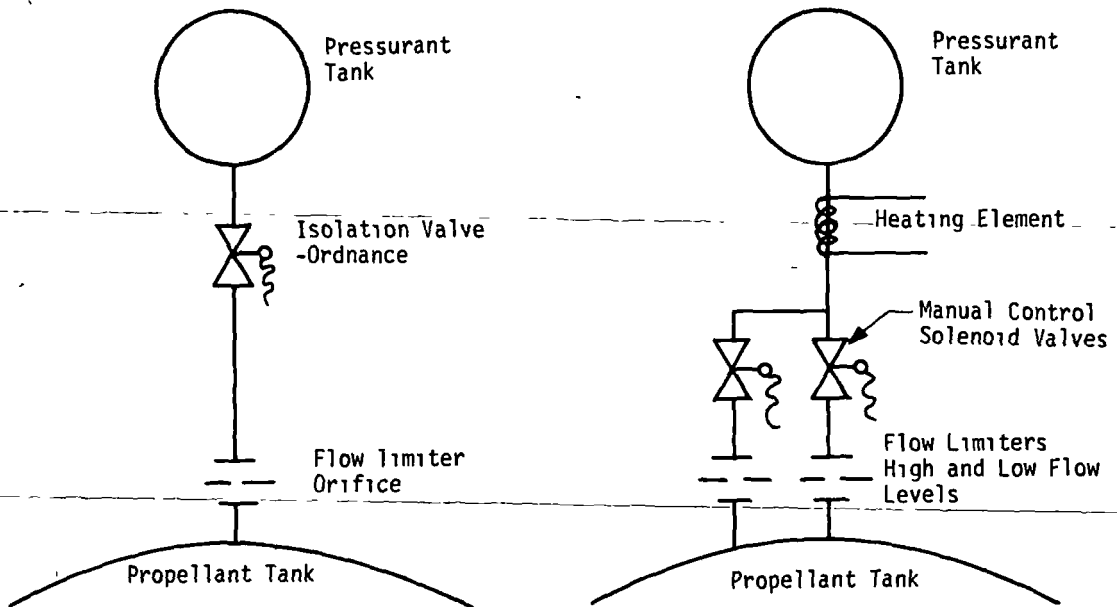 Pressurant
Tank
Isolation Valve
-Ordnance
Flow limiter
Orifice
Propellant Tank
Pressurant
Tank
Heating Element
Manual Control
Solenoid Valves
Flow Limiters
High and Low Flow
Levels
Propellant Tank